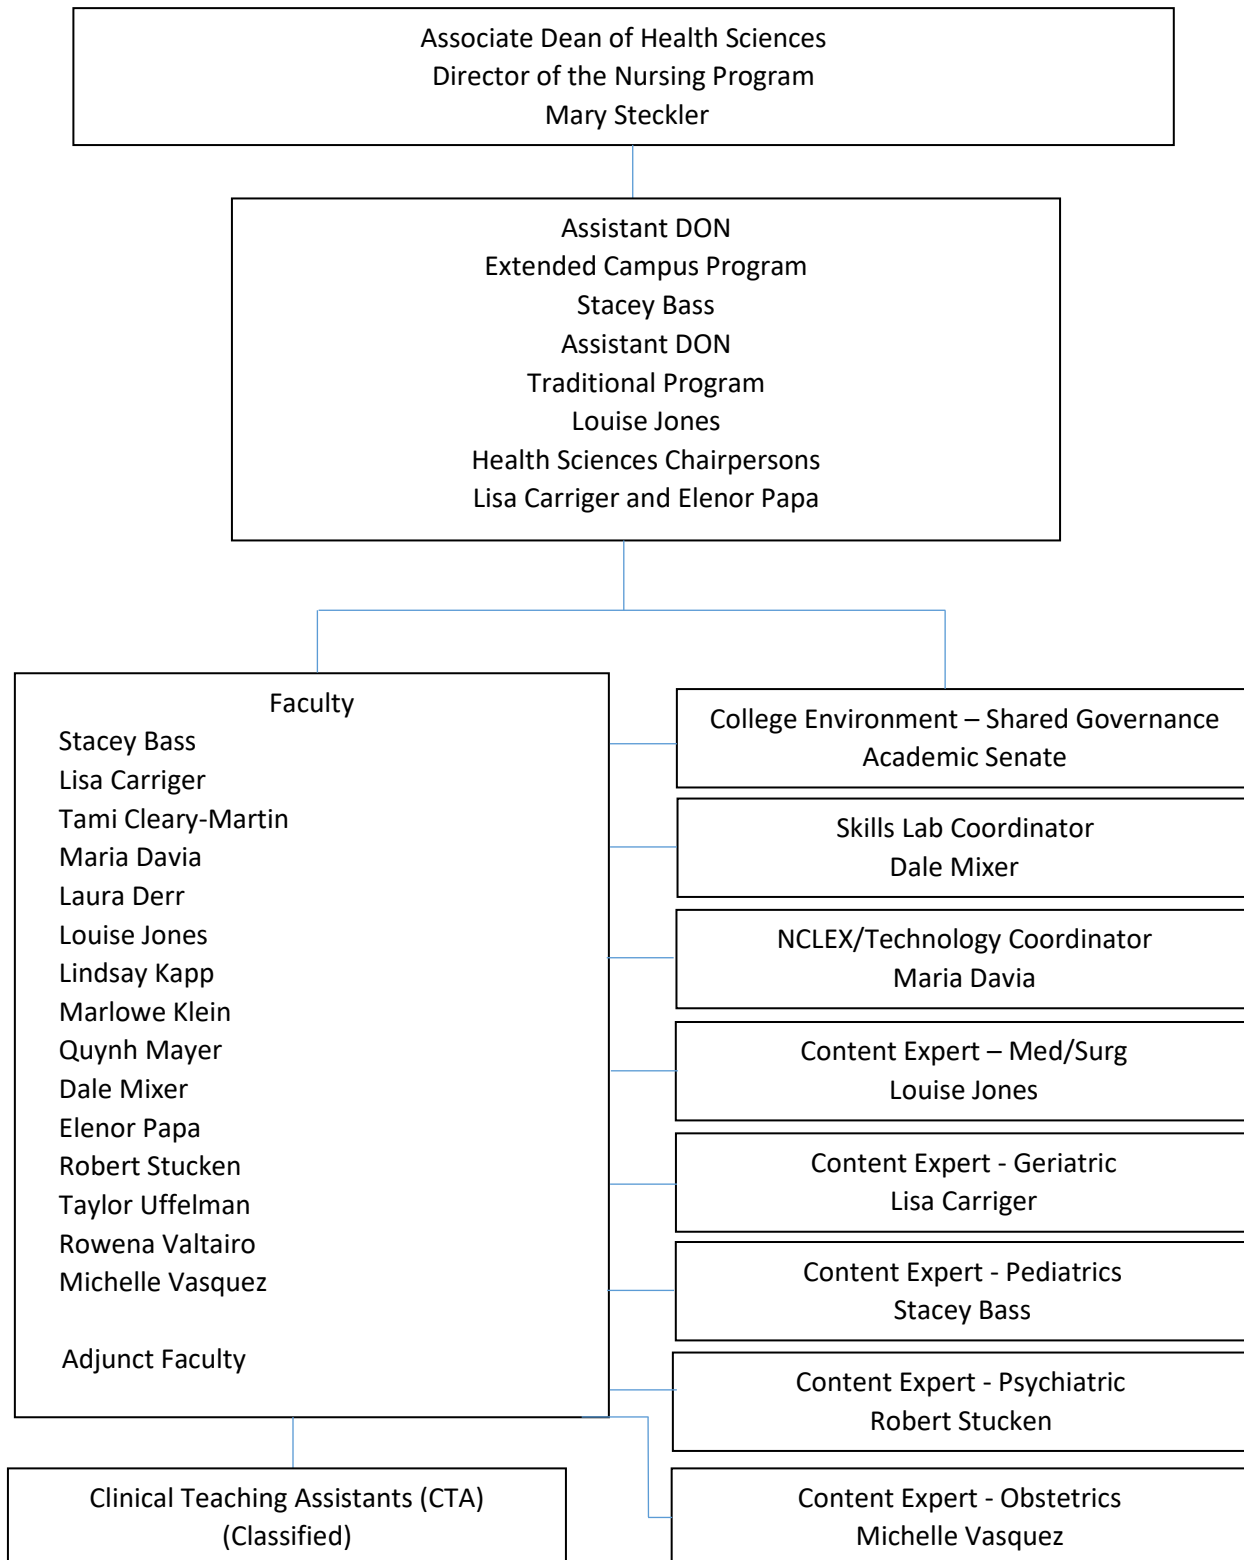 Associate Dean of Health Sciences
Director of the Nursing Program
Mary Steckler
Assistant DON
Extended Campus Program
Stacey Bass
Assistant DON
Traditional Program
Louise Jones
Health Sciences Chairpersons
Lisa Carriger and Elenor Papa
Faculty
Stacey Bass
Lisa Carriger
Tami Cleary-Martin
Maria Davia
Laura Derr
Louise Jones
Lindsay Kapp
Marlowe Klein
Quynh Mayer
Dale Mixer
Elenor Papa
Robert Stucken
Taylor Uffelman
Rowena Valtairo
Michelle Vasquez
Adjunct Faculty
College Environment – Shared Governance
Academic Senate
Skills Lab Coordinator
Dale Mixer
NCLEX/Technology Coordinator
Maria Davia
Content Expert – Med/Surg
Louise Jones
Content Expert - Geriatric
Lisa Carriger
Content Expert - Pediatrics
Stacey Bass
Content Expert - Psychiatric
Robert Stucken
Clinical Teaching Assistants (CTA)
(Classified)
Content Expert - Obstetrics
Michelle Vasquez